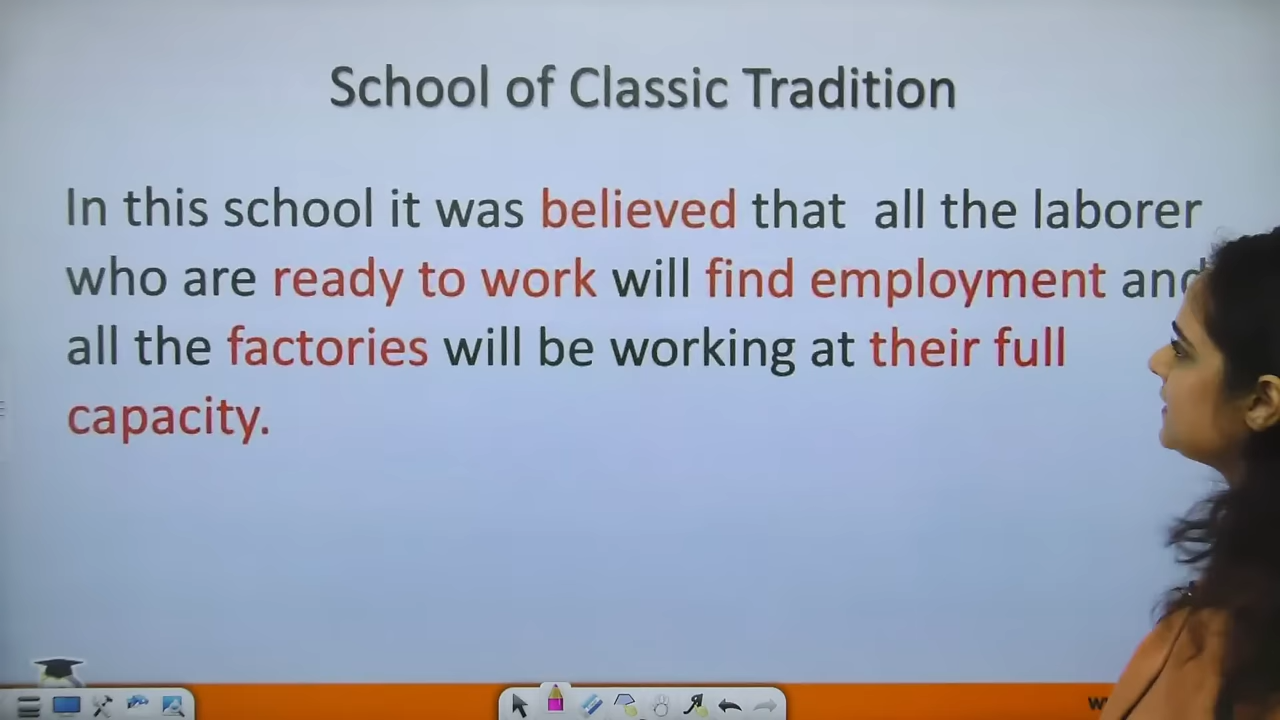 School of Classic Tradition
In this school it was believed that all the laborer
who are ready to work will find employment and
all the factories will be working at their full
capacity.